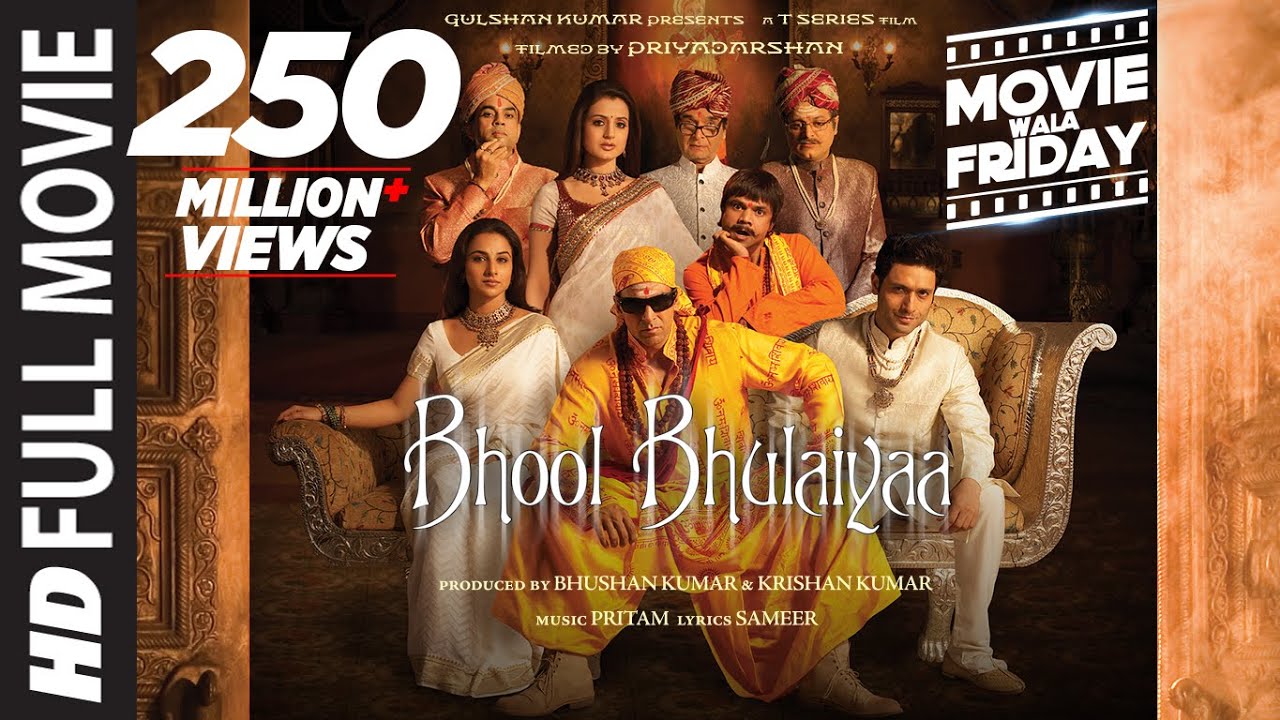 HD FULL MOVIE
250
MILLION+
VIEWS
GULSHAN KUMAR PRESENTS A T SERIES FILM
FILMED BY PRIYADARSHAN
MOVIE
WALA
FRIDAY
Bhool Bhulaiyaa
PRODUCED BY BHUSHAN KUMAR & KRISHAN KUMAR
MUSIC PRITAM LYRICS SAMEER